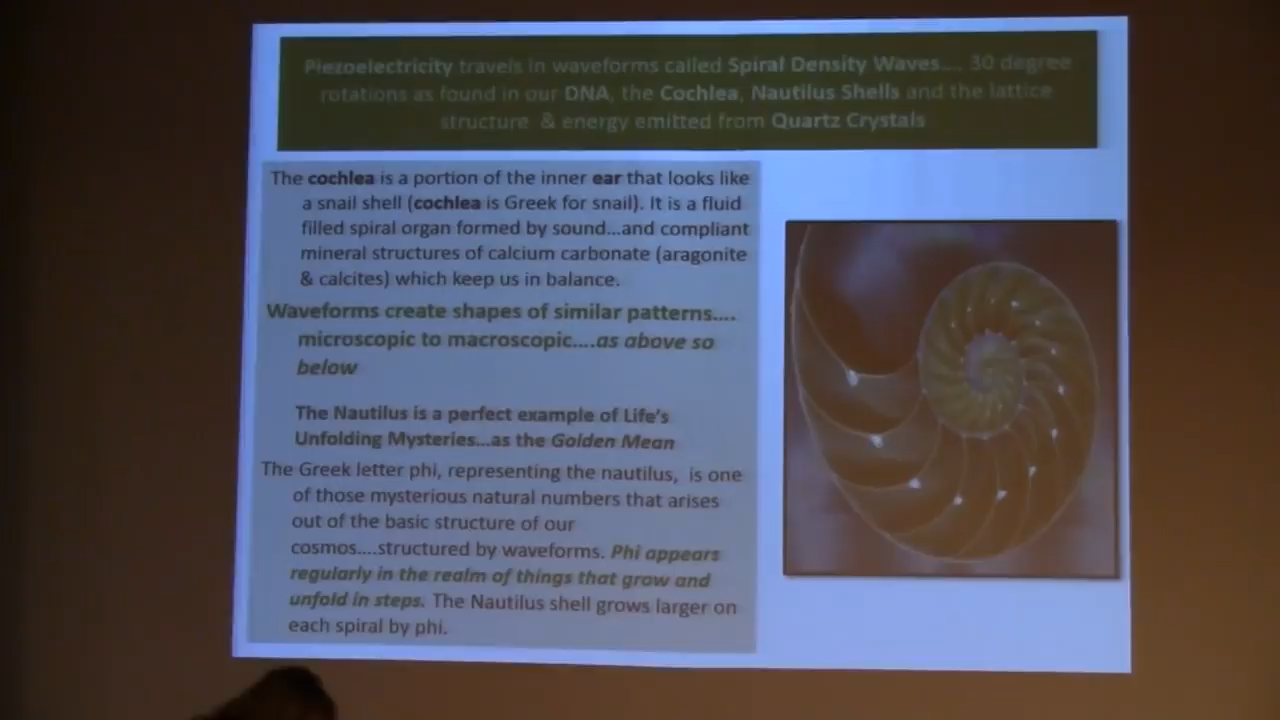 Piezoelectricity travels in waveforms called Spiral Density Waves.... 30 degree
rotations as found in our DNA, the Cochlea, Nautilus Shells and the lattice
structure & energy emitted from Quartz Crystals
The cochlea is a portion of the inner ear that looks like
a snail shell (cochlea is Greek for snail). It is a fluid
filled spiral organ formed by sound...and compliant
mineral structures of calcium carbonate (aragonite
& calcites) which keep us in balance.
Waveforms create shapes of similar patterns....
microscopic to macroscopic....as above so
below
The Nautilus is a perfect example of Life's
Unfolding Mysteries...as the Golden Mean
The Greek letter phi, representing the nautilus, is one
of those mysterious natural numbers that arises
out of the basic structure of our
cosmos....structured by waveforms. Phi appears
regularly in the realm of things that grow and
unfold in steps. The Nautilus shell grows larger on
each spiral by phi.